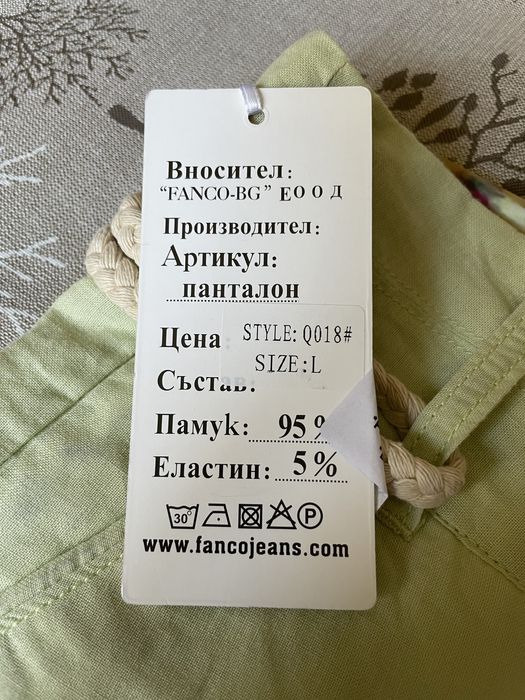 Вносител:
“FANCO-BG” ЕООД
Производител:
Артикул:
панталон
Цена
STYLE: Q018#
SIZE: L
Състав:
Памук: 95%
Еластин: 5%
30°
P
www.fancojeans.com